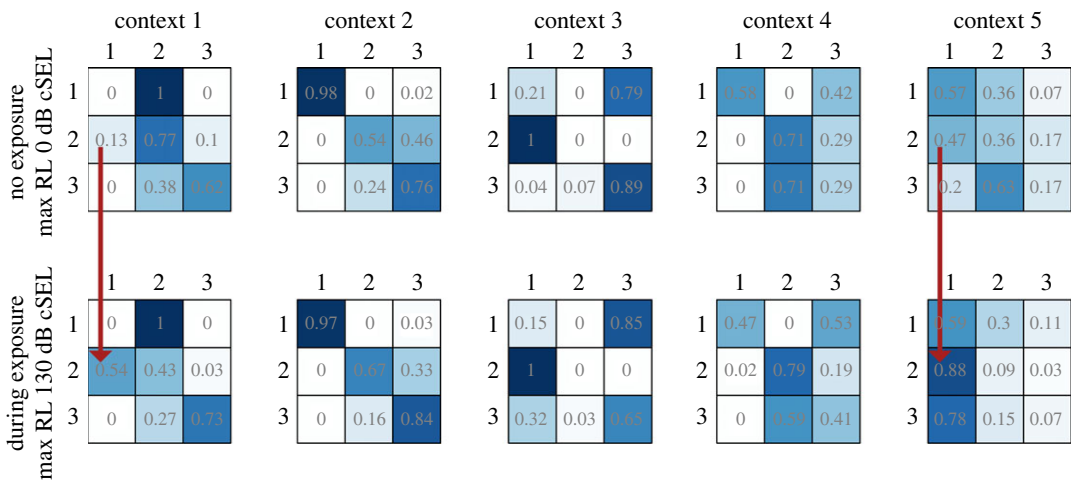 context 1 context 2 context 3 context 4 context 5
1 2 3 1 2 3 1 2 3 1 2 3 1 2 3
no exposure
max RL 0 dB cSEL
1 0 1 0 1 0.98 0 0.02 1 0.21 0 0.79 1 0.58 0 0.42 1 0.57 0.36 0.07
2 0.13 0.77 0.1 2 0 0.54 0.46 2 1 0 0 2 0 0.71 0.29 2 0.47 0.36 0.17
3 0 0.38 0.62 3 0 0.24 0.76 3 0.04 0.07 0.89 3 0 0.71 0.29 3 0.2 0.63 0.17
1 2 3 1 2 3 1 2 3 1 2 3 1 2 3
during exposure
max RL 130 dB cSEL
1 0 1 0 1 0.97 0 0.03 1 0.15 0 0.85 1 0.47 0 0.53 1 0.59 0.3 0.11
2 0.54 0.43 0.03 2 0 0.67 0.33 2 1 0 0 2 0.02 0.79 0.19 2 0.88 0.09 0.03
3 0 0.27 0.73 3 0 0.16 0.84 3 0.32 0.03 0.65 3 0 0.59 0.41 3 0.78 0.15 0.07